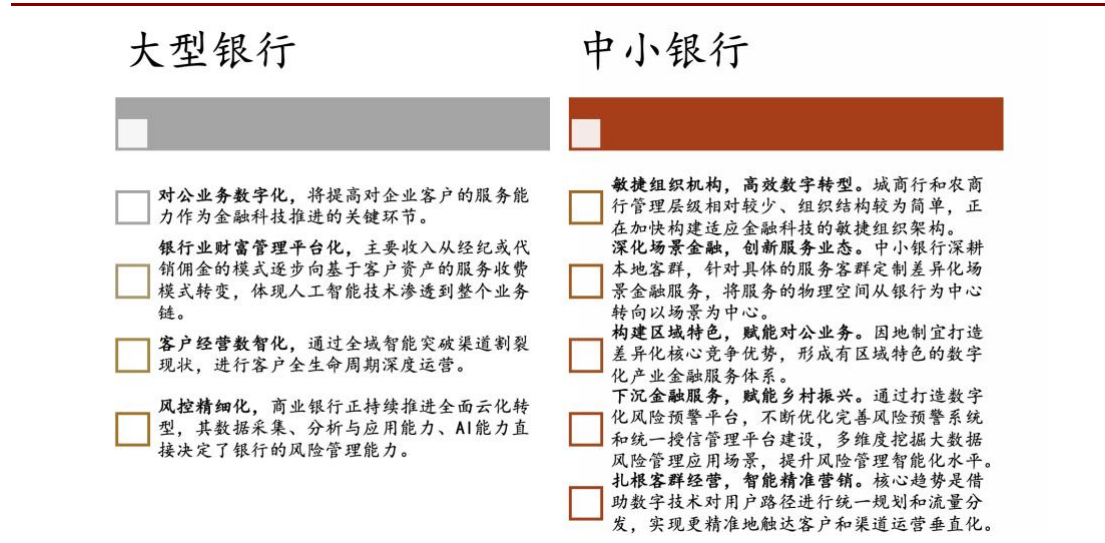 大型银行
对公业务数字化，将提高对企业客户的服务能
力作为金融科技推进的关键环节。
银行业财富管理平台化，主要收入从经纪或代
销佣金的模式逐步向基于客户资产的服务收费
模式转变，体现人工智能技术渗透到整个业务
链。
客户经营数智化，通过全域智能突破渠道割裂
现状，进行客户全生命周期深度运营。
风控精细化，商业银行正持续推进全面云化转
型，其数据采集、分析与应用能力、AI能力直
接决定了银行的风险管理能力。
中小银行
敏捷组织机构，高效数字转型。城商行和农商
行管理层级相对较少、组织结构较为简单，正
在加快构建适应金融科技的敏捷组织架构。
深化场景金融，创新服务业态。中小银行深耕
本地客群，针对具体的服务客群定制差异化场
景金融服务，将服务的物理空间从银行为中心
转向以场景为中心。
构建区域特色，赋能对公业务。因地制宜打造
差异化核心竞争优势，形成有区域特色的数字
化产业金融服务体系。
下沉金融服务，赋能乡村振兴。通过打造数字
化风险预警平台，不断优化完善风险预警系统
和统一授信管理平台建设，多维度挖掘大数据
风险管理应用场景，提升风险管理智能化水平。
扎根客群经营，智能精准营销。核心趋势是借
助数字技术对用户路径进行统一规划和流量分
发，实现更精准地触达客户和渠道运营垂直化。